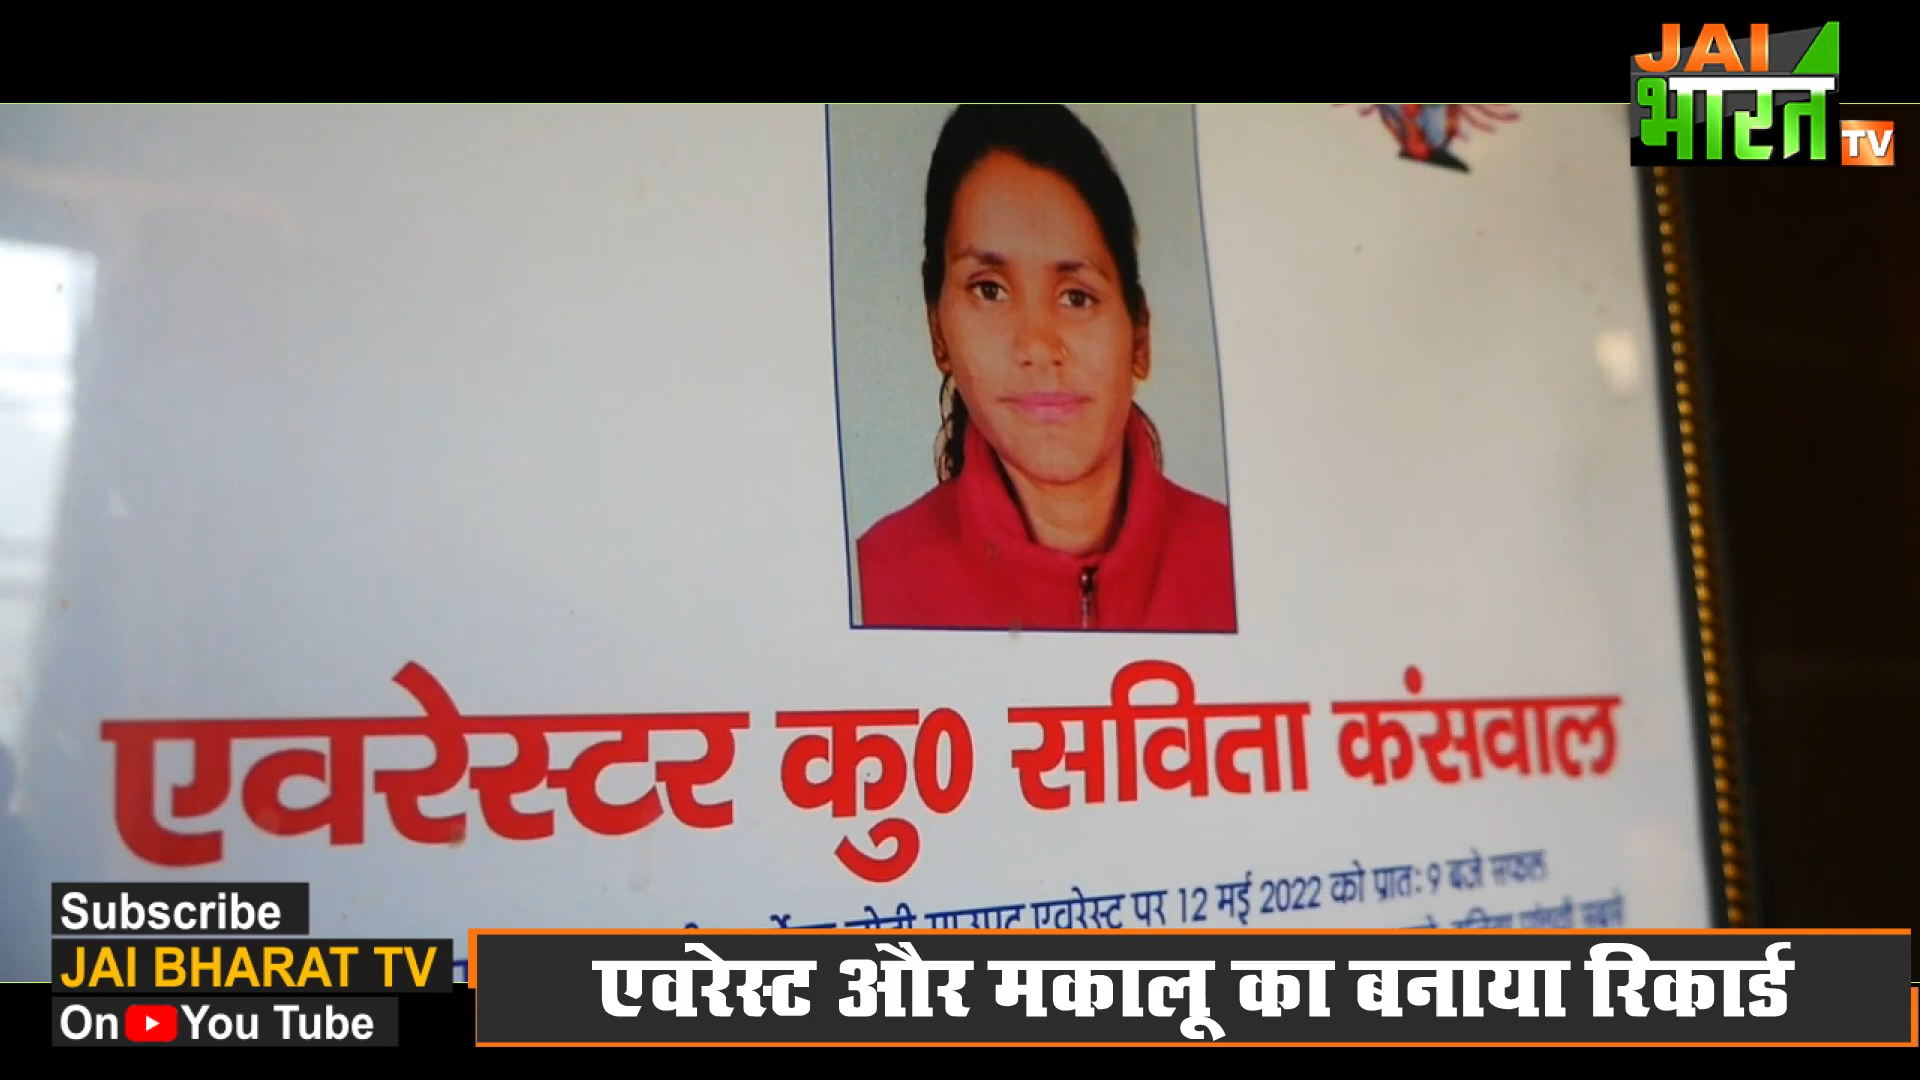 JAI
भारत
TV
एवरेस्टर कु0 सविता कंसवाल
एवरेस्ट पर 12 मई 2022 को प्रातः 9 बजे सफल
Subscribe
JAI BHARAT TV
On You Tube
एवरेस्ट और मकालू का बनाया रिकार्ड